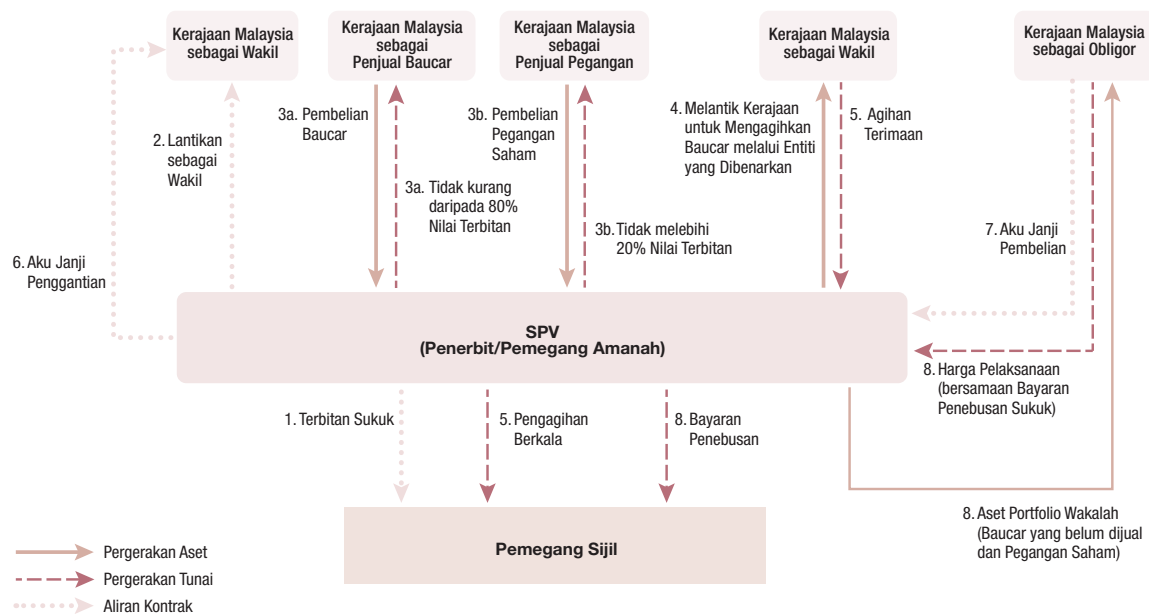 Kerajaan Malaysia
sebagai Wakil
Kerajaan Malaysia
sebagai
Penjual Baucar
Kerajaan Malaysia
sebagai
Penjual Pegangan
Kerajaan Malaysia
sebagai Wakil
Kerajaan Malaysia
sebagai Obligor
2. Lantikan
sebagai
Wakil
3a. Pembelian
Baucar
3a. Tidak kurang
daripada 80%
Nilai Terbitan
3b. Pembelian
Pegangan
Saham
3b. Tidak melebihi
20% Nilai Terbitan
4. Melantik Kerajaan
untuk Mengagihkan
Baucar melalui Entiti
yang Dibenarkan
5. Agihan
Terimaan
7. Aku Janji
Pembelian
6. Aku Janji
Penggantian
SPV
(Penerbit/Pemegang Amanah)
8. Harga Pelaksanaan
(bersamaan Bayaran
Penebusan Sukuk)
1. Terbitan Sukuk
5. Pengagihan
Berkala
8. Bayaran
Penebusan
8. Aset Portfolio Wakalah
(Baucar yang belum dijual
dan Pegangan Saham)
Pemegang Sijil
Pergerakan Aset
Pergerakan Tunai
Aliran Kontrak